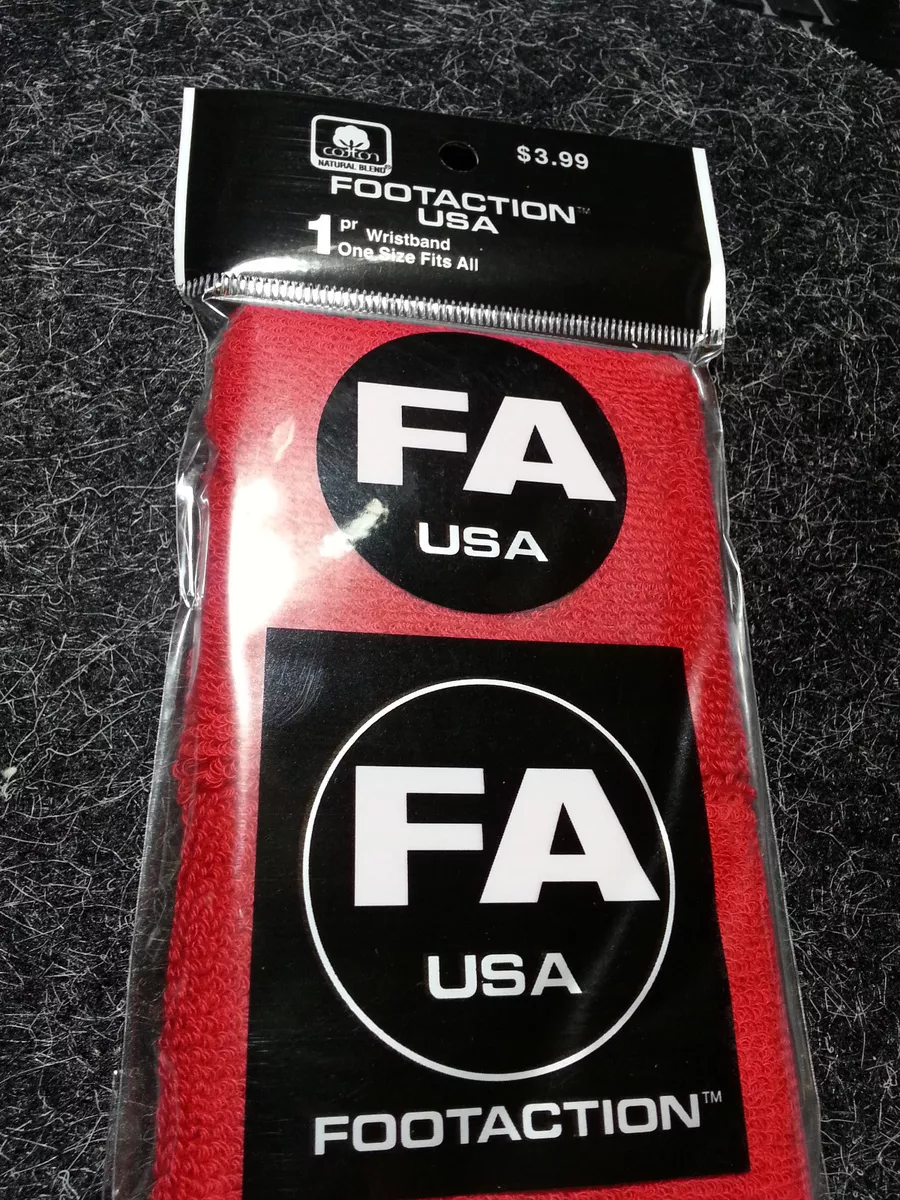 cotton
NATURAL BLEND®
$3.99
FOOTACTION™
USA
1 pr Wristband
One Size Fits All
FA
USA
FA
USA
FOOTACTION™